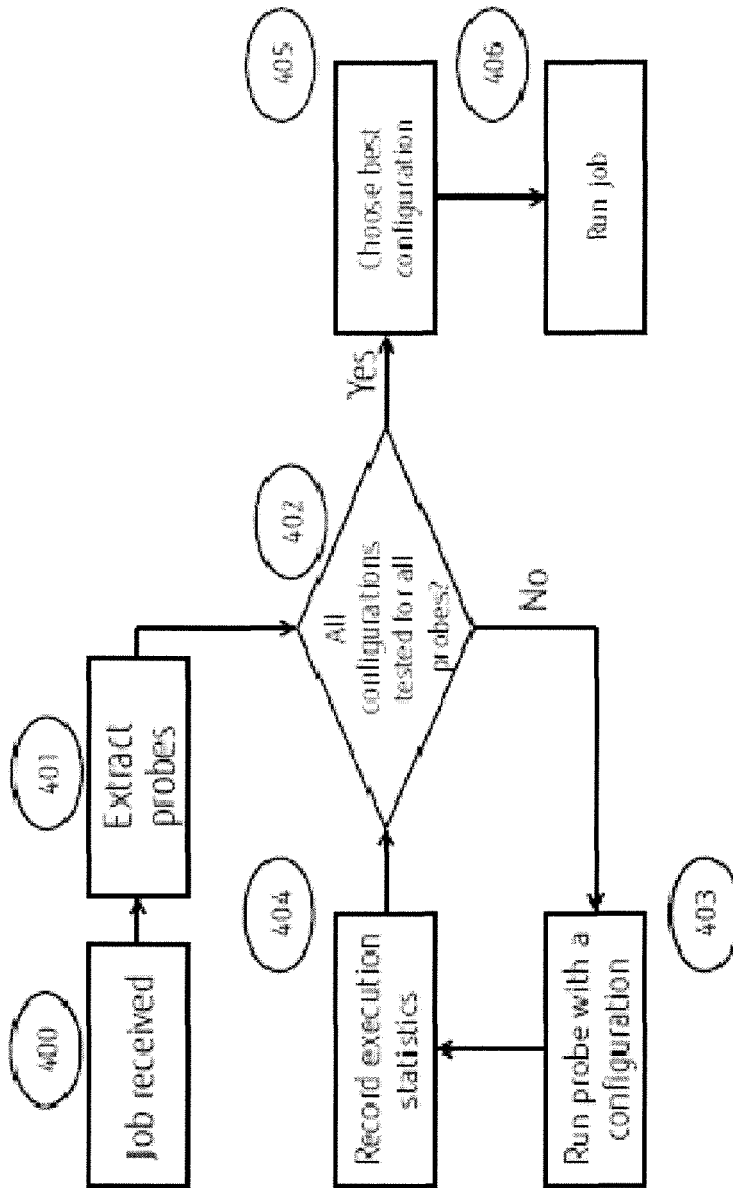 400
Job received
401
Extract
probes
402
All
configurations
tested for all
probes?
Yes
No
403
Run probe with a
configuration
404
Record execution
statistics
405
Choose best
configuration
406
Run job